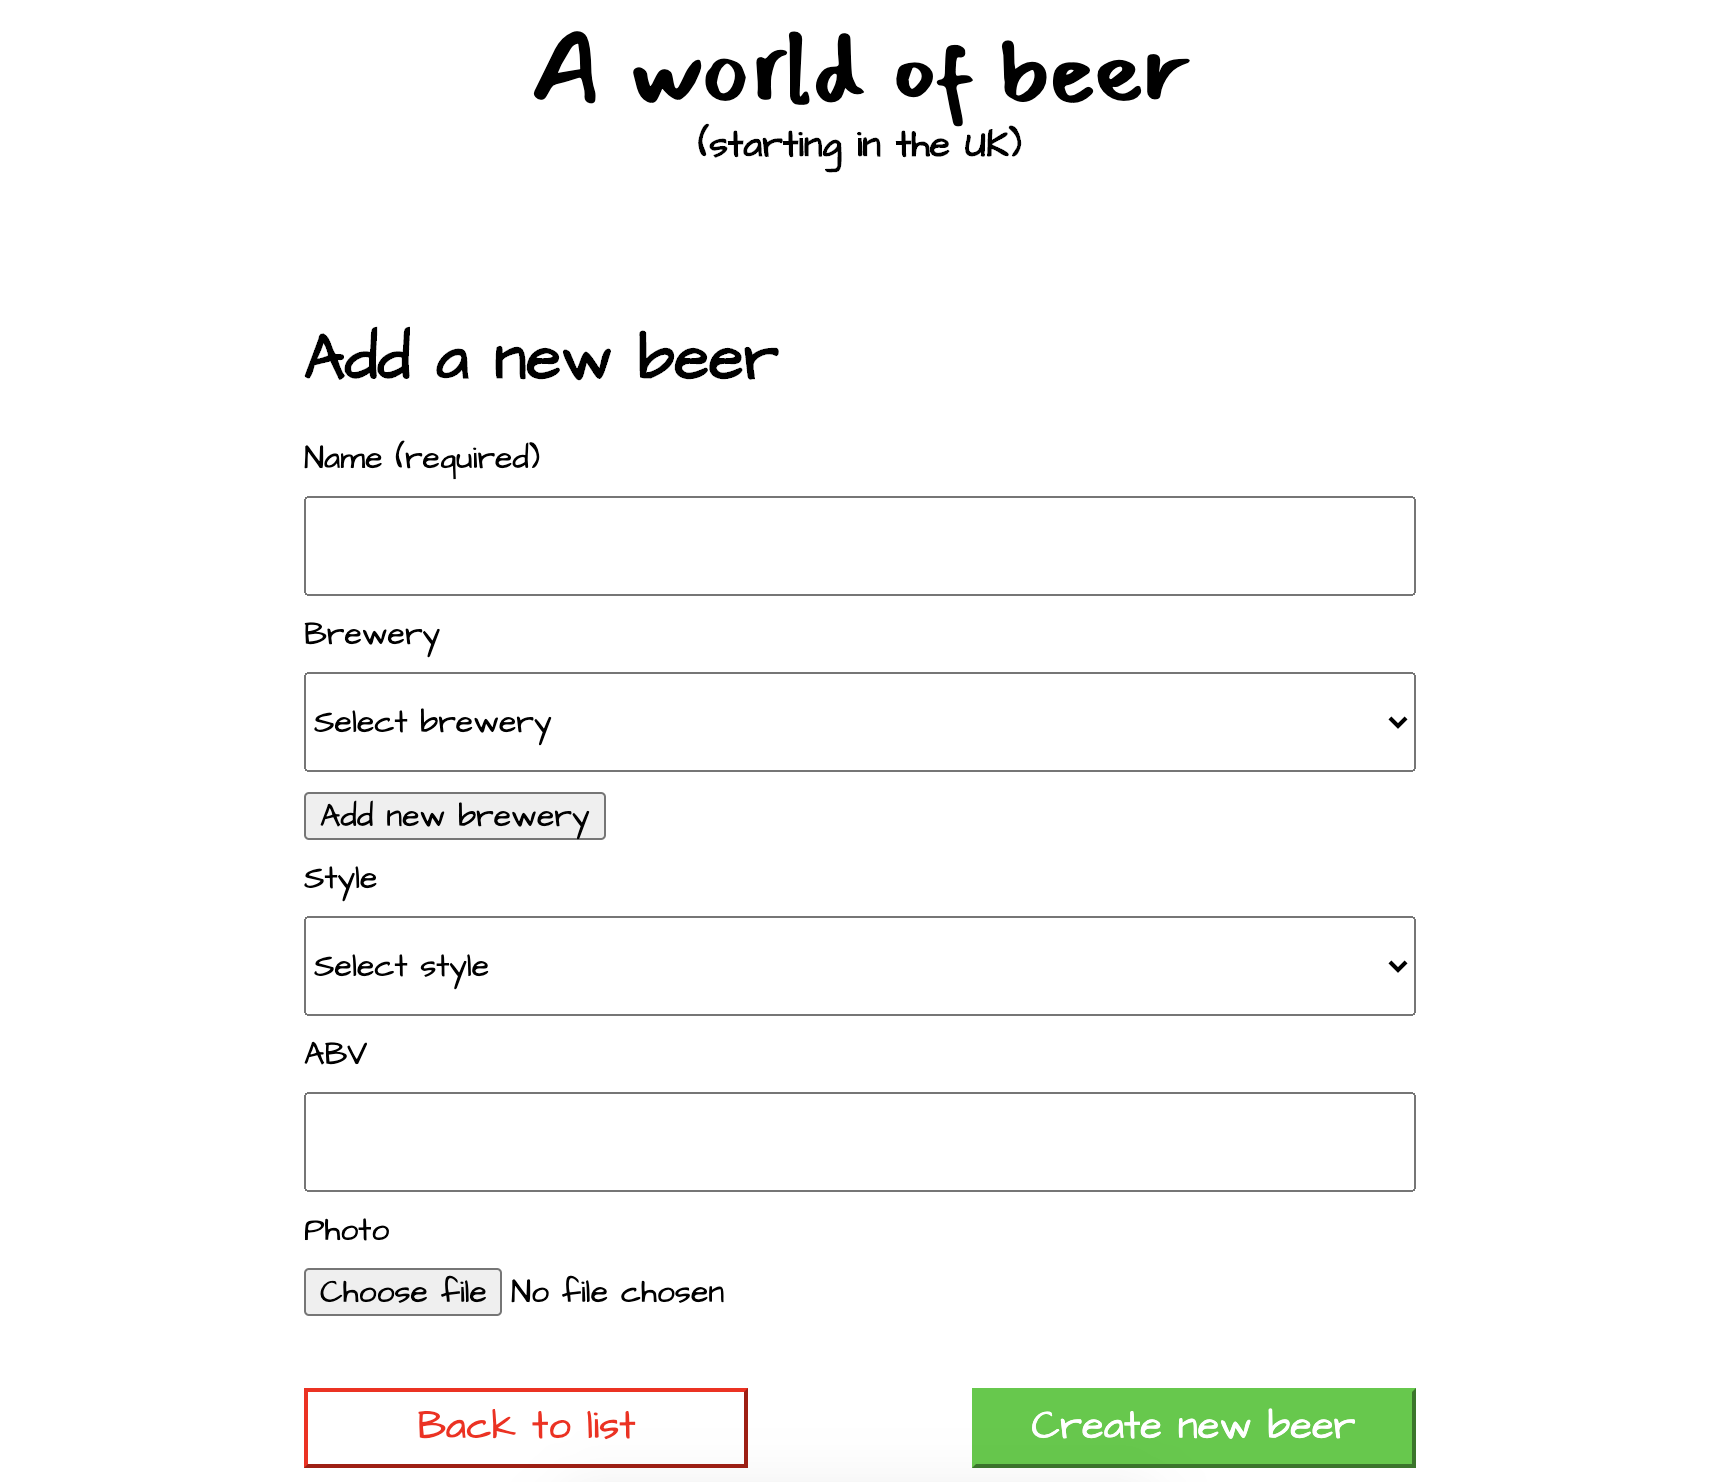 A world of beer
(starting in the UK)
Add a new beer
Name (required)
Brewery
Select brewery
Add new brewery
Style
Select style
ABV
Photo
Choose file No file chosen
Back to list
Create new beer